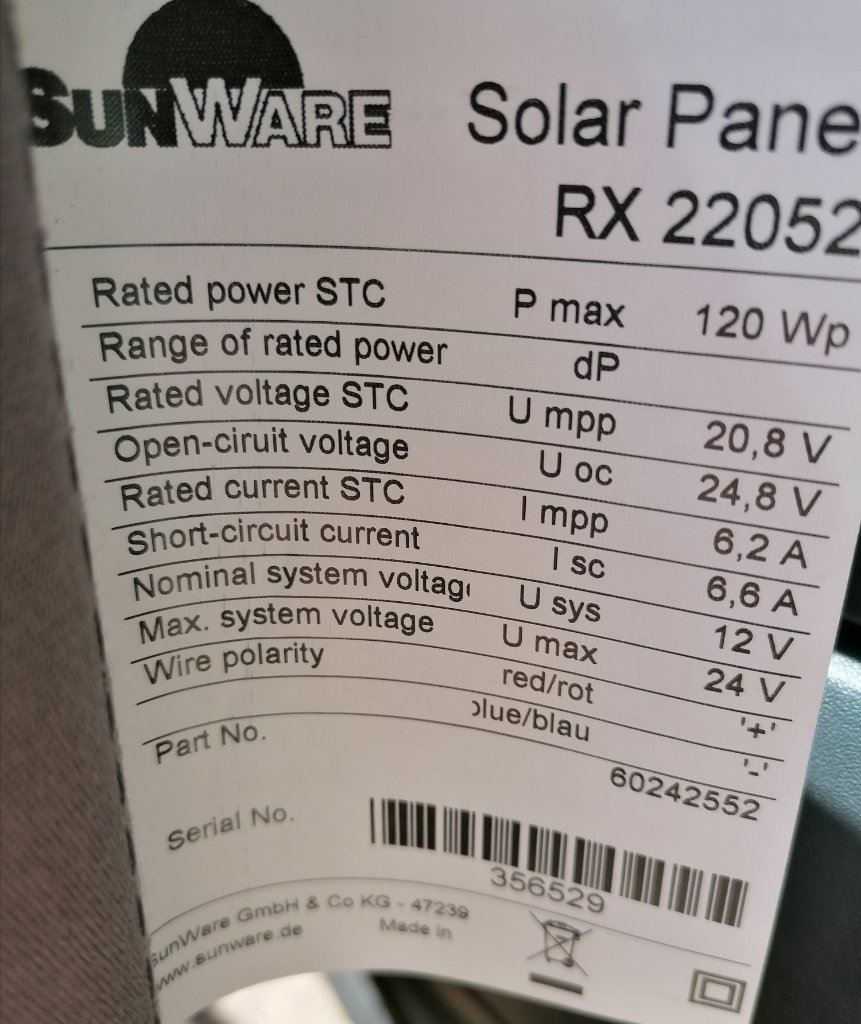 SUNWARE
Solar Pane
RX 22052
Rated power STC P max 120 Wp
Range of rated power dP
Rated voltage STC U mpp 20,8 V
Open-ciruit voltage U oc 24,8 V
Rated current STC I mpp 6,2 A
Short-circuit current I sc 6,6 A
Nominal system voltage U sys 12 V
Max. system voltage U max 24 V
Wire polarity red/rot '+'
blue/blau '-'
Part No. 60242552
Serial No.
356529
SunWare GmbH & Co KG - 47239
www.sunware.de Made in